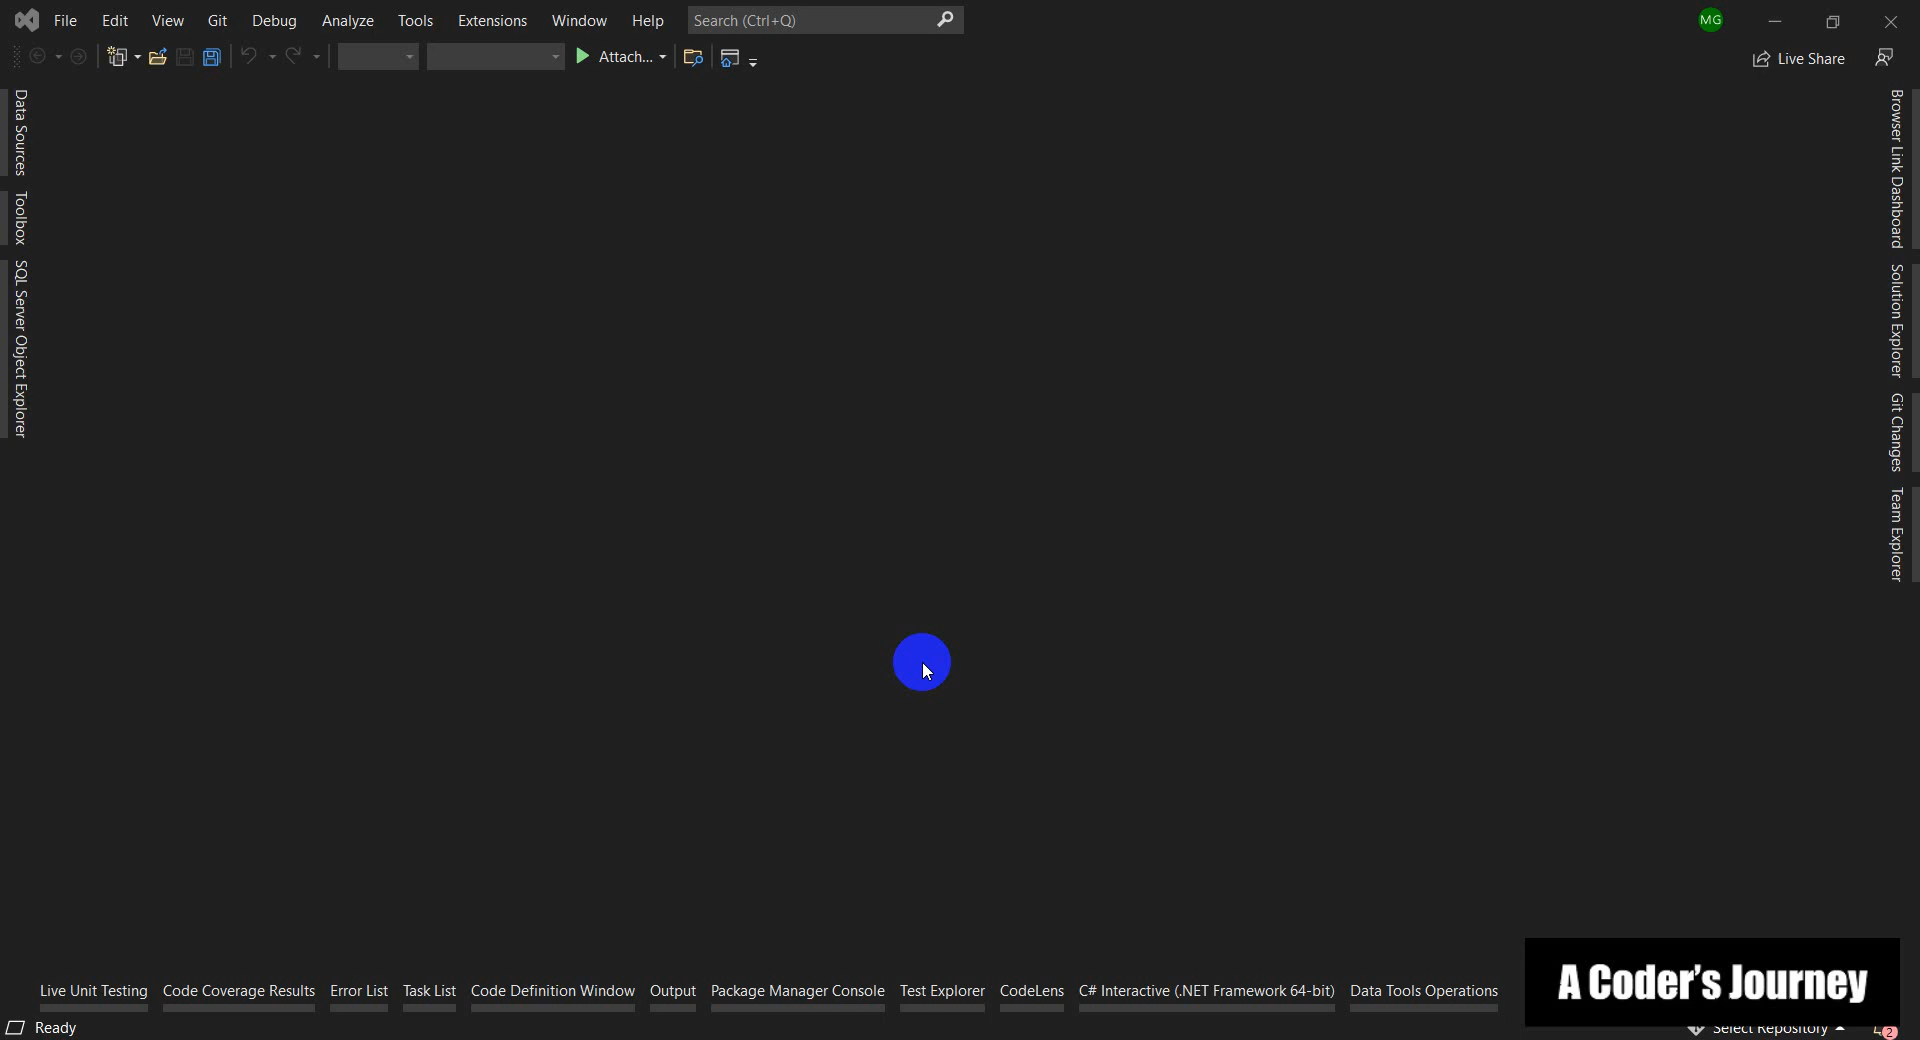 File Edit View Git Debug Analyze Tools Extensions Window Help Search (Ctrl+Q) MG
Attach... Live Share
Data Sources
Toolbox
SQL Server Object Explorer
Browser Link Dashboard
Solution Explorer
Git Changes
Team Explorer
A Coder's Journey
Live Unit Testing Code Coverage Results Error List Task List Code Definition Window Output Package Manager Console Test Explorer CodeLens C# Interactive (.NET Framework 64-bit) Data Tools Operations
Ready Select Repository 2